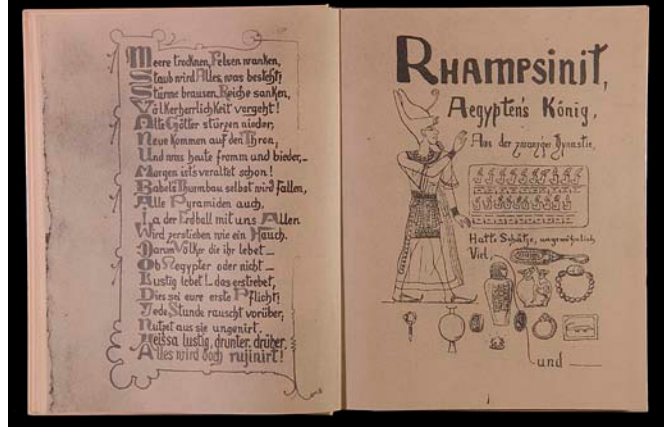 Meere trocknen, Felsen wanken,
Staub wird Alles, was besteht!
Stürme brausen, Reiche sanken,
Völkerherrlichkeit vergeht!
Alte Götter stürzen nieder,
Neue kommen auf den Thron,
Und was heute fromm und bieder, –
Morgen ist's veraltet schon!
Babels Thurmbau selbst wird fallen,
Alle Pyramiden auch,
Ja der Erdball mit uns Allen
Wird zerstieben wie ein Hauch.
Darum Völker die ihr lebet –
Ob Aegypter oder nicht –
Lustig lebet! das erstrebet,
Dies sei eure erste Pflicht!
Jede Stunde rauscht vorüber,
Nutzet aus sie ungenirt.
Heissa, lustig, drunter, drüber,
Alles wird doch rujinirt!
Rhampsinit,
Aegypten's König,
Aus der zwanziger Dynastie,
Hatte Schätze, ungewöhnlich
Viel,
und